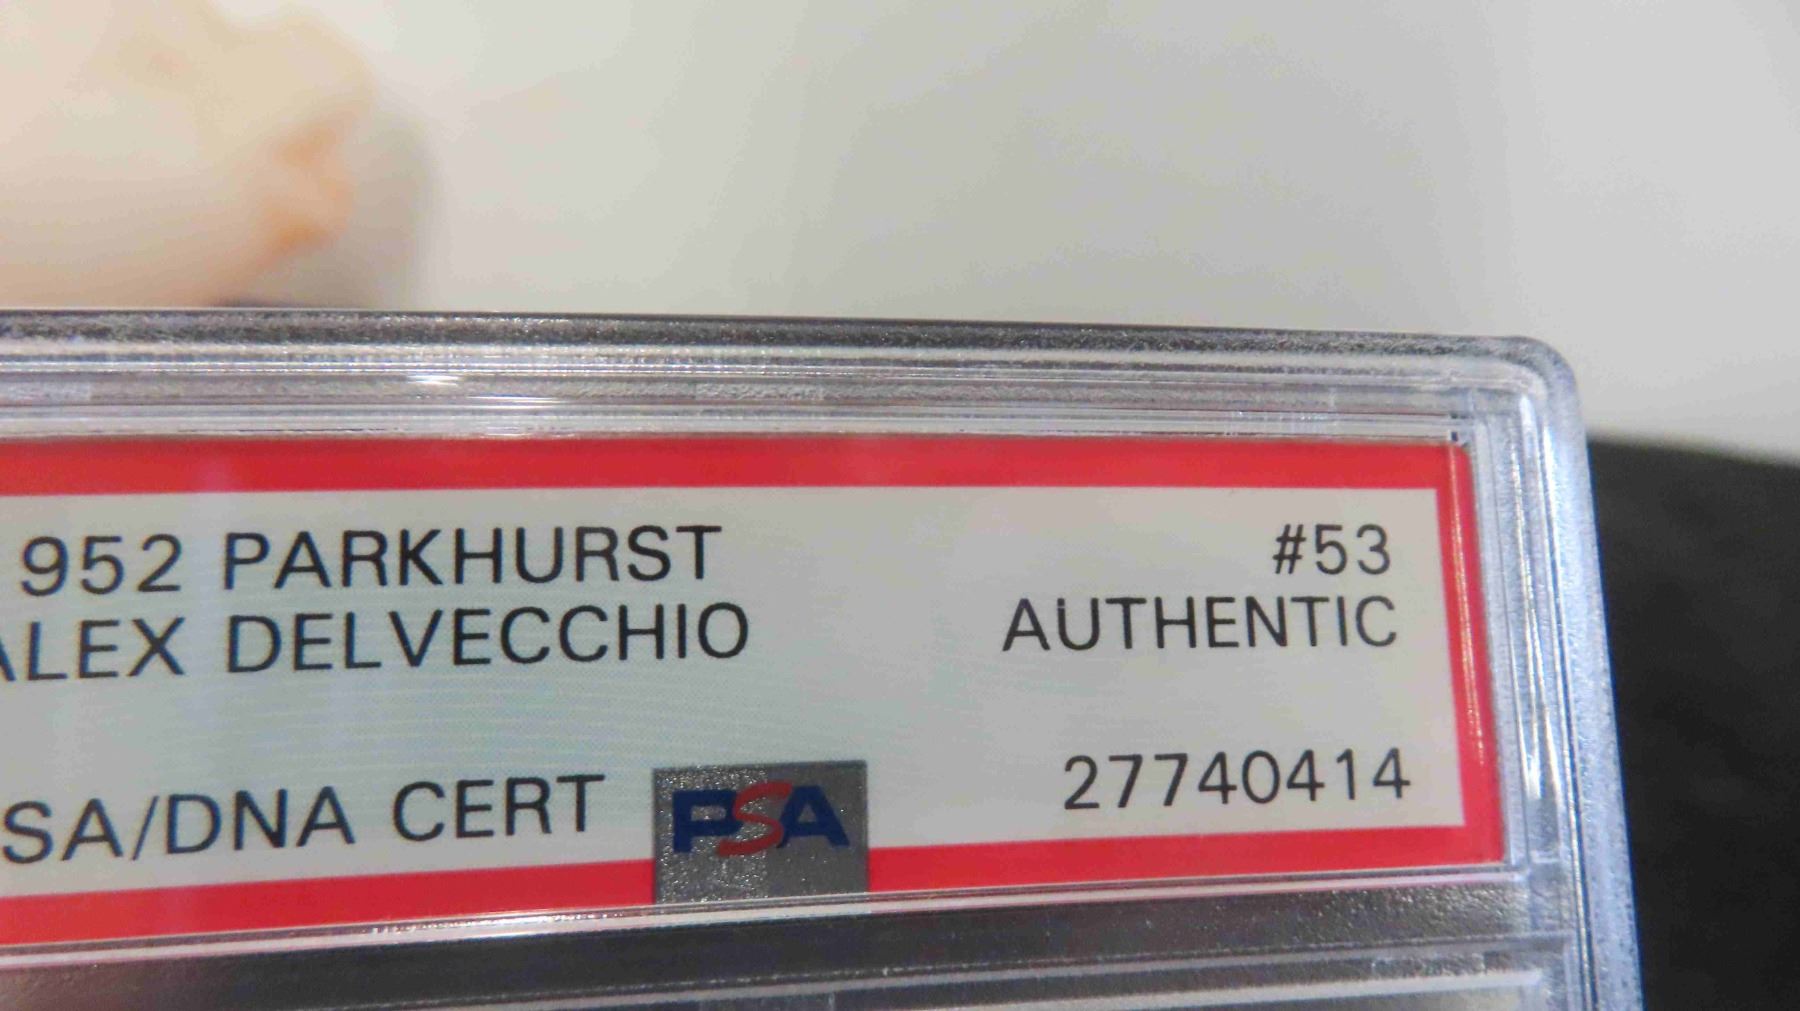 952 PARKHURST #53
ALEX DELVECCHIO AUTHENTIC
SA/DNA CERT PSA 27740414